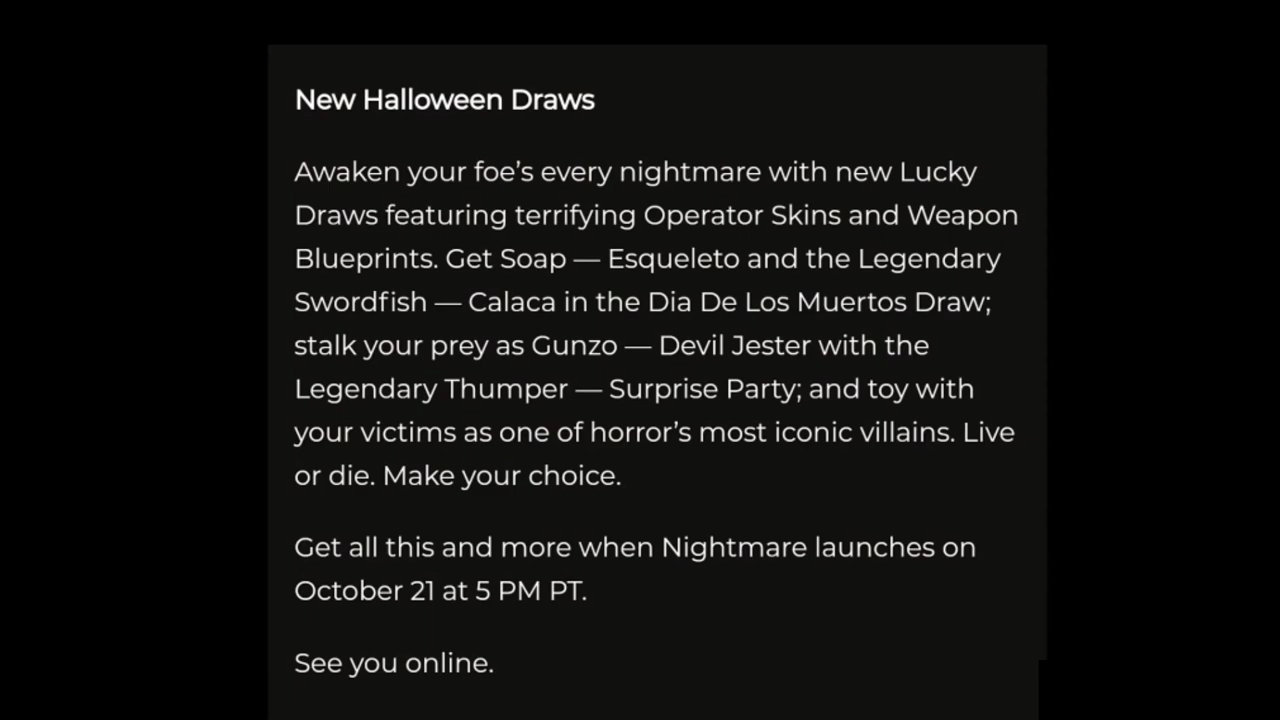 New Halloween Draws
Awaken your foe’s every nightmare with new Lucky
Draws featuring terrifying Operator Skins and Weapon
Blueprints. Get Soap — Esqueleto and the Legendary
Swordfish — Calaca in the Dia De Los Muertos Draw;
stalk your prey as Gunzo — Devil Jester with the
Legendary Thumper — Surprise Party; and toy with
your victims as one of horror’s most iconic villains. Live
or die. Make your choice.
Get all this and more when Nightmare launches on
October 21 at 5 PM PT.
See you online.